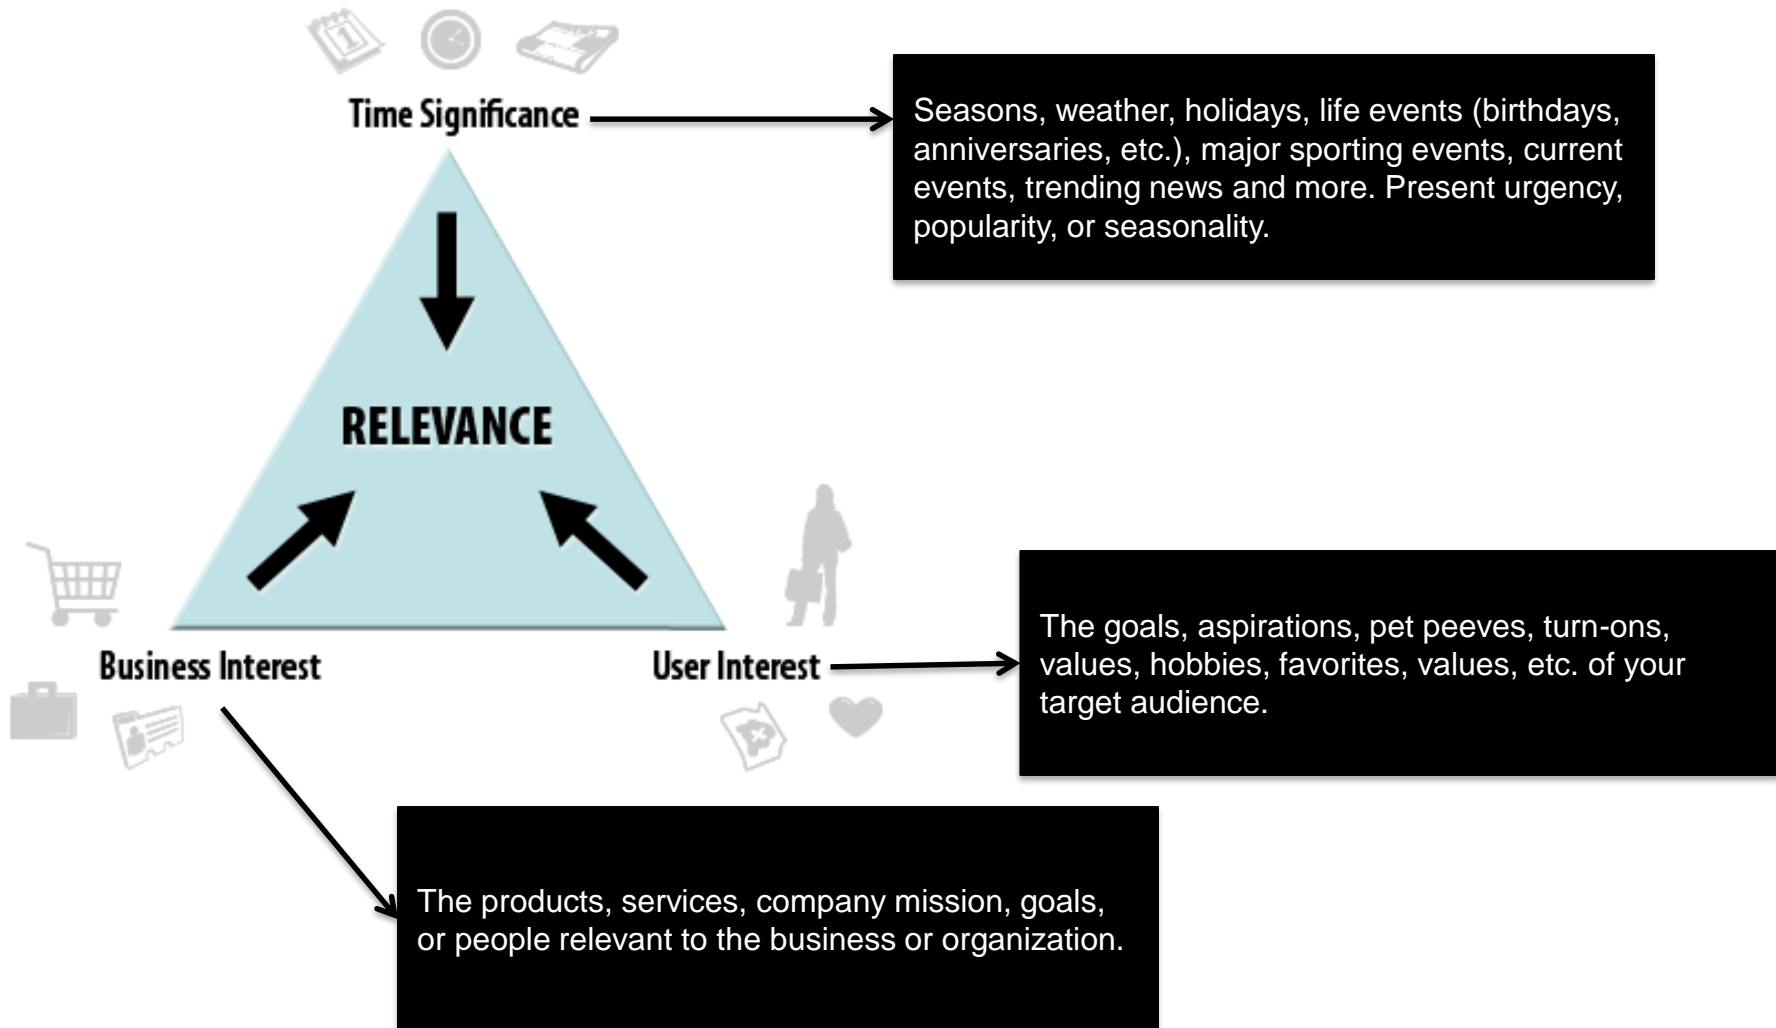 1
Time Significance
Seasons, weather, holidays, life events (birthdays,
anniversaries, etc.), major sporting events, current
events, trending news and more. Present urgency,
popularity, or seasonality.
RELEVANCE
Business Interest
User Interest
The goals, aspirations, pet peeves, turn-ons,
values, hobbies, favorites, values, etc. of your
target audience.
The products, services, company mission, goals,
or people relevant to the business or organization.